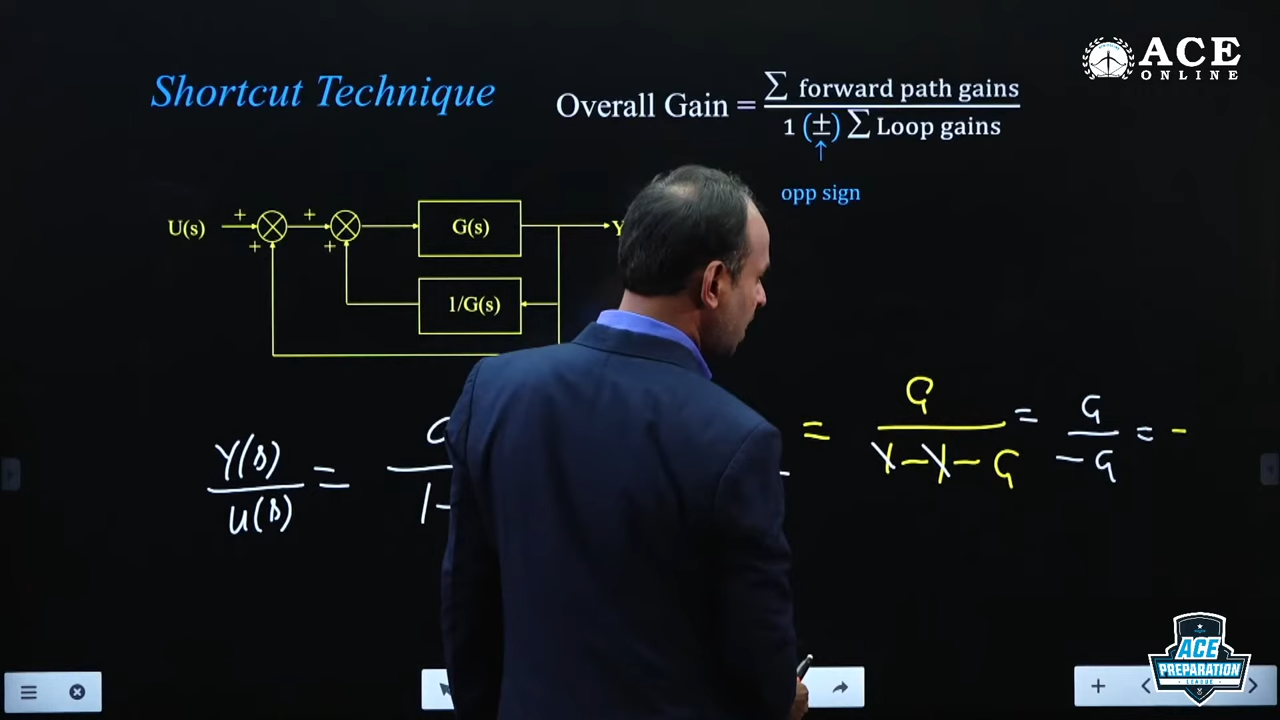 ACE
ONLINE
Shortcut Technique
Overall Gain = ∑ forward path gains
1 (±) ∑ Loop gains
↑
opp sign
U(s) + + G(s) Y
+ +
1/G(s)
Y(s) / U(s) =
1-
= G / 1 - 1 - G = G / -G = -
ACE
PREPARATION
LEAGUE